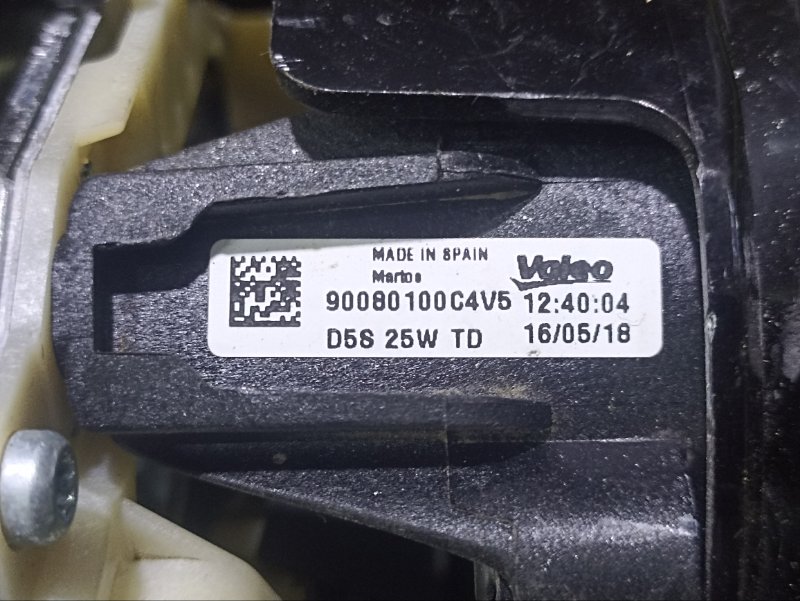 MADE IN SPAIN
Martos
Valeo
90080100C4V5 12:40:04
D5S 25W TD 16/05/18